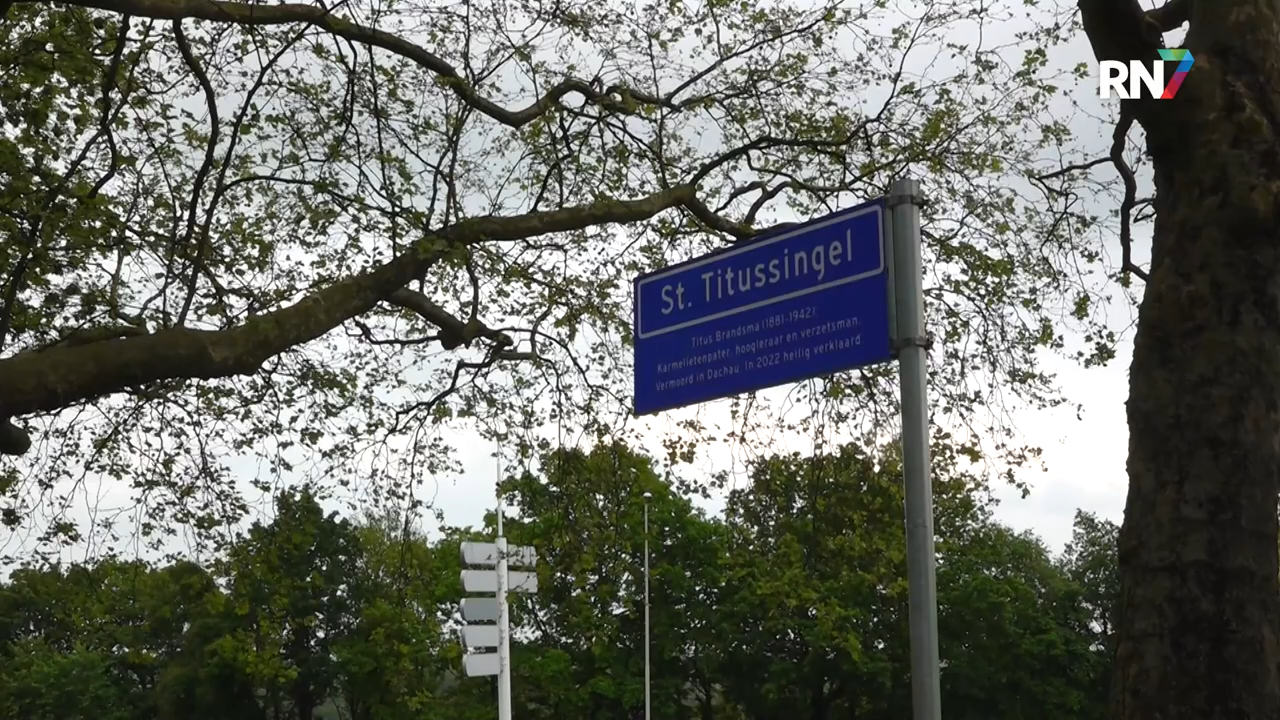 RN7
St. Titussingel
Titus Brandsma (1881-1942).
Karmelietenpater, hoogleraar en verzetsman.
Vermoord in Dachau. In 2022 heilig verklaard